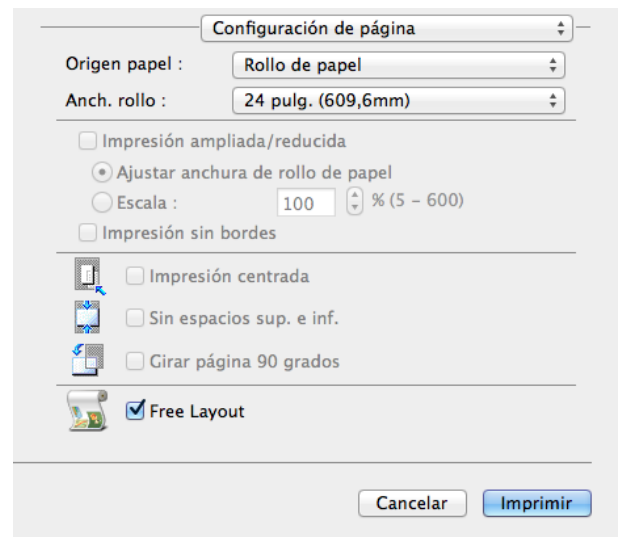 Configuración de página
Origen papel : Rollo de papel
Anch. rollo : 24 pulg. (609,6mm)
Impresión ampliada/reducida
Ajustar anchura de rollo de papel
Escala : 100 % (5 – 600)
Impresión sin bordes
Impresión centrada
Sin espacios sup. e inf.
Girar página 90 grados
Free Layout
Cancelar Imprimir